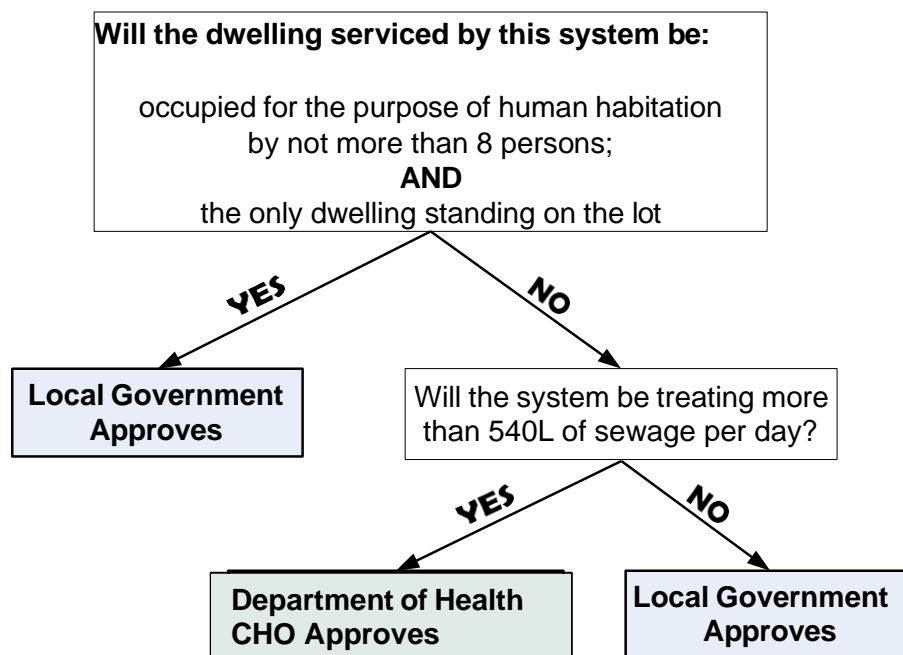 Will the dwelling serviced by this system be:
occupied for the purpose of human habitation
by not more than 8 persons;
AND
the only dwelling standing on the lot
YES
NO
Local Government
Approves
Will the system be treating more
than 540L of sewage per day?
YES
NO
Department of Health
CHO Approves
Local Government
Approves